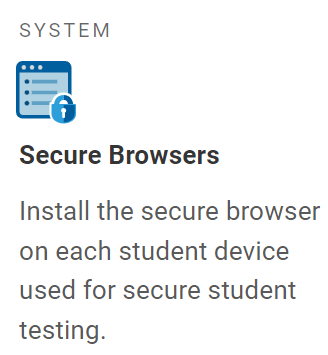 SYSTEM
Secure Browsers
Install the secure browser
on each student device
used for secure student
testing.